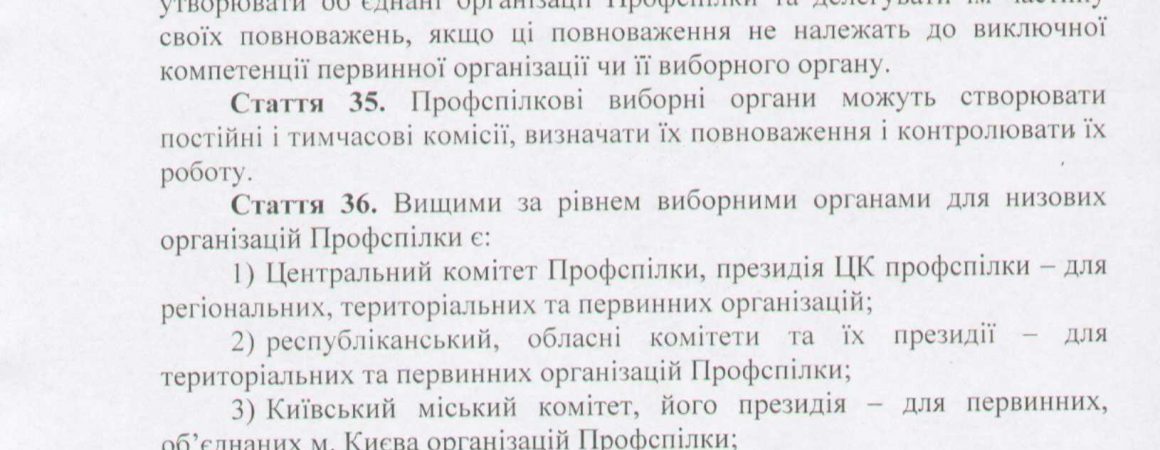 утворювати об'єднані організації Профспілки та делегувати їм частину
своїх повноважень, якщо ці повноваження не належать до виключної
компетенції первинної організації чи її виборного органу.
Стаття 35. Профспілкові виборні органи можуть створювати
постійні і тимчасові комісії, визначати їх повноваження і контролювати їх
роботу.
Стаття 36. Вищими за рівнем виборними органами для низових
організацій Профспілки є:
1) Центральний комітет Профспілки, президія ЦК профспілки – для
регіональних, територіальних та первинних організацій;
2) республіканський, обласні комітети та їх президії – для
територіальних та первинних організацій Профспілки;
3) Київський міський комітет, його президія – для первинних,
об’єднаних м. Києва організацій Профспілки;